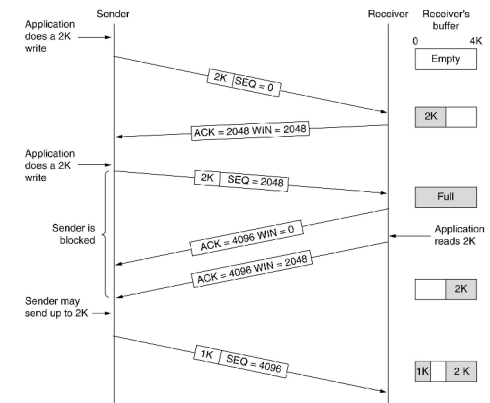 Sender
Receiver
Receiver's
buffer
Application
does a 2K
write
0 4K
Empty
2K SEQ = 0
2K
ACK = 2048 WIN = 2048
Application
does a 2K
write
2K SEQ = 2048
Full
Sender is
blocked
Application
reads 2K
ACK = 4096 WIN = 0
ACK = 4096 WIN = 2048
2K
Sender may
send up to 2K
1K SEQ = 4096
1K 2 K